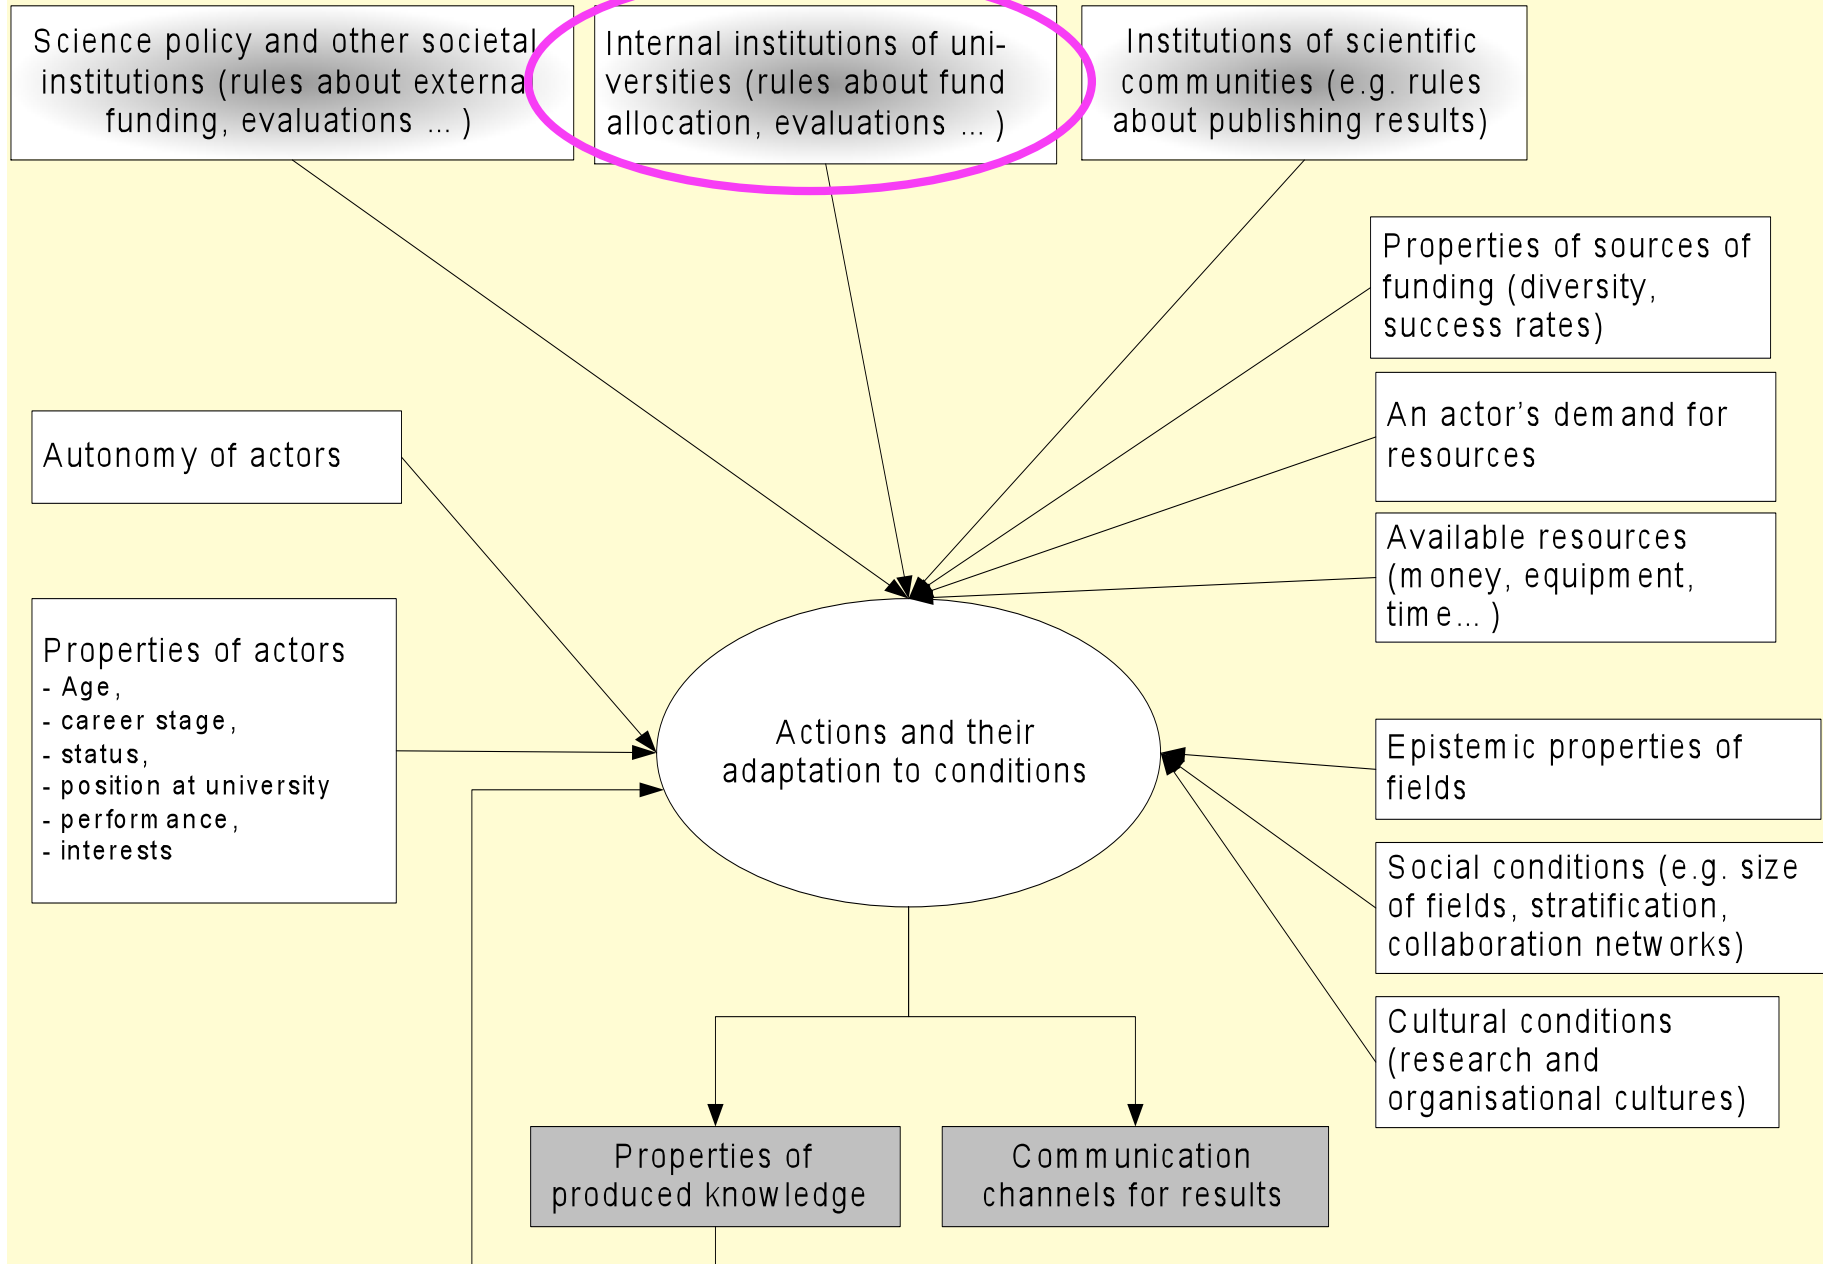 Science policy and other societal
institutions (rules about externa
funding, evaluations ... )
Internal institutions of uni-
versities (rules about fund
allocation, evaluations ... )
Institutions of scientific
communities (e.g. rules
about publishing results)
Properties of sources of
funding (diversity,
success rates)
An actor’s demand for
resources
Available resources
(money, equipment,
time... )
Autonomy of actors
Properties of actors
- Age,
- career stage,
- status,
- position at university
- performance,
- interests
Actions and their
adaptation to conditions
Epistemic properties of
fields
Social conditions (e.g. size
of fields, stratification,
collaboration networks)
Cultural conditions
(research and
organisational cultures)
Properties of
produced knowledge
Communication
channels for results